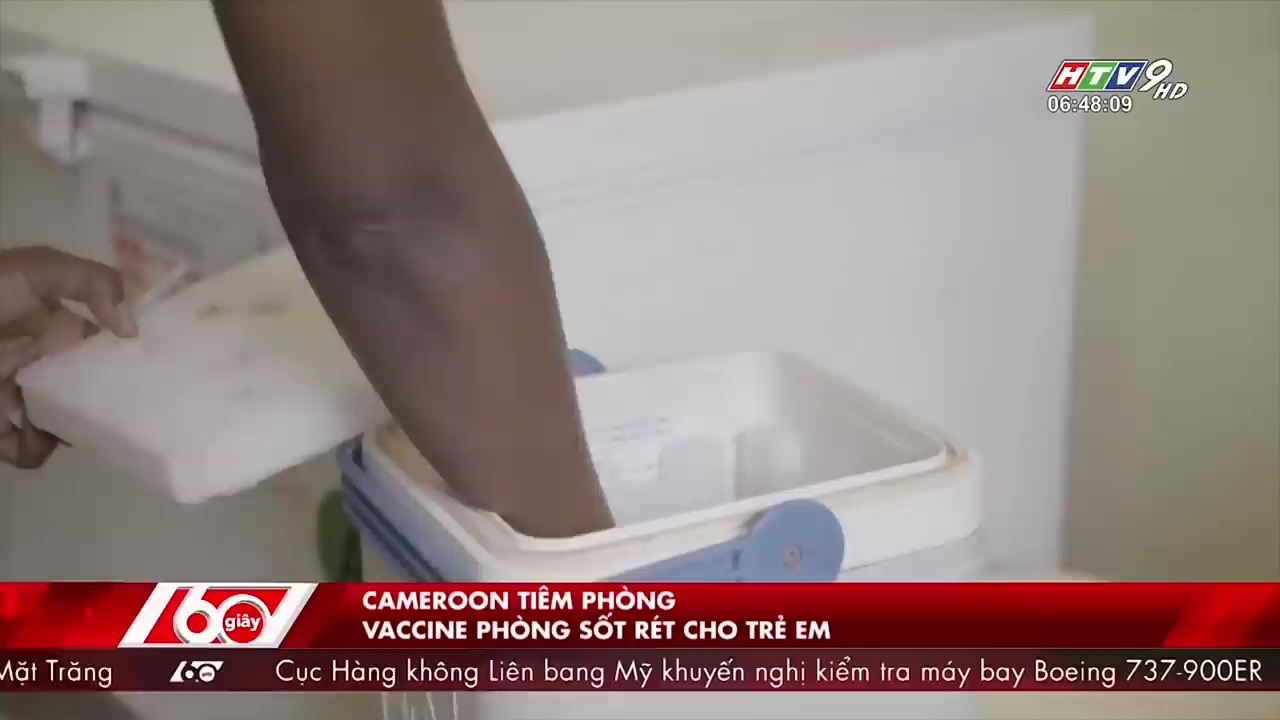 HTV9 HD
06:48:09
60 giây
CAMEROON TIÊM PHÒNG
VACCINE PHÒNG SỐT RÉT CHO TRẺ EM
Mặt Trăng 60giây Cục Hàng không Liên bang Mỹ khuyến nghị kiểm tra máy bay Boeing 737-900ER